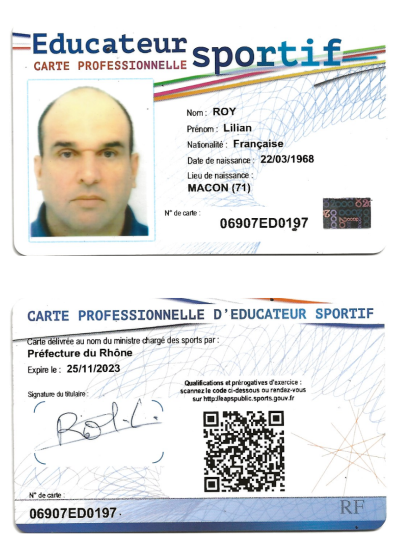 Educateur sportif
CARTE PROFESSIONNELLE
Nom : ROY
Prénom : Lilian
Nationalité : Française
Date de naissance : 22/03/1968
Lieu de naissance :
MACON (71)
N° de carte :
06907ED0197
CARTE PROFESSIONNELLE D'EDUCATEUR SPORTIF
Carte délivrée au nom du ministre chargé des sports par :
Préfecture du Rhône
Expire le : 25/11/2023
Qualifications et prérogatives d'exercice :
scannez le code ci-dessous ou rendez-vous
sur http://eapspublic.sports.gouv.fr
Signature du titulaire :
N° de carte :
06907ED0197
RF